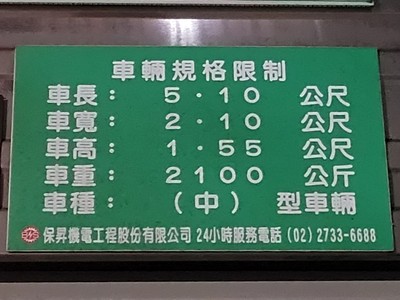 車輛規格限制
車長： 5．10 公尺
車寬： 2．10 公尺
車高： 1．55 公尺
車重： 2100 公斤
車種： （中） 型車輛
保昇機電工程股份有限公司 24小時服務電話 (02) 2733-6688